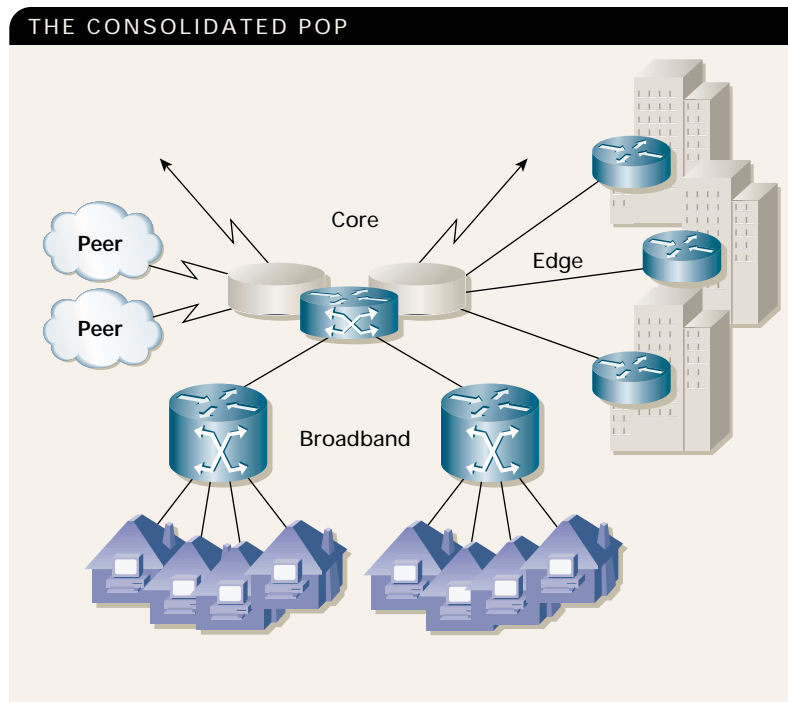 THE CONSOLIDATED POP
Core
Peer
Edge
Peer
Broadband